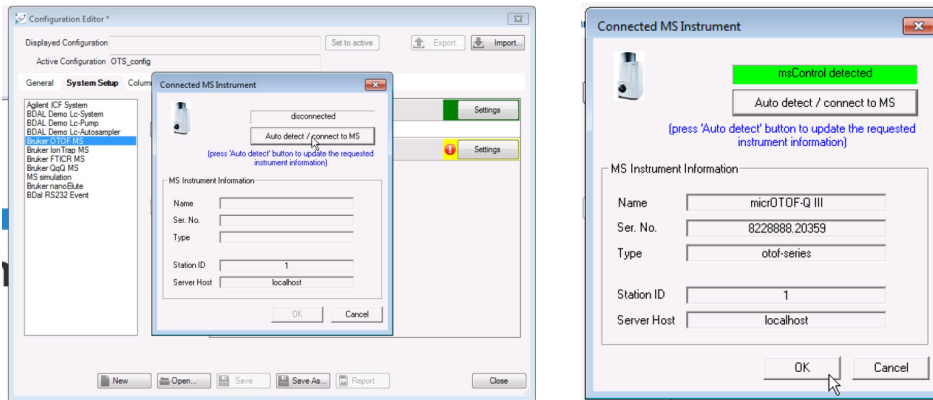 Configuration Editor *
Displayed Configuration
Set to active
Export...
Import...
Active Configuration OTS_config
General System Setup Colum
Agilent ICF System
BDAL Demo Lc-System
BDAL Demo Lc-Pump
BDAL Demo Lc-Autosampler
Bruker OTOF MS
Bruker Ion Trap MS
Bruker FTICR MS
Bruker QqQ MS
MS simulation
Bruker nanoElute
BDal RS232 Event
Settings
Settings
Connected MS Instrument
disconnected
Auto detect / connect to MS
(press 'Auto detect' button to update the requested
instrument information)
MS Instrument Information
Name
Ser. No.
Type
Station ID 1
Server Host localhost
OK Cancel
New Open... Save Save As... Report Close
Connected MS Instrument
msControl detected
Auto detect / connect to MS
(press 'Auto detect' button to update the requested
instrument information)
MS Instrument Information
Name micrOTOF-Q III
Ser. No. 8228888.20359
Type otof-series
Station ID 1
Server Host localhost
OK Cancel